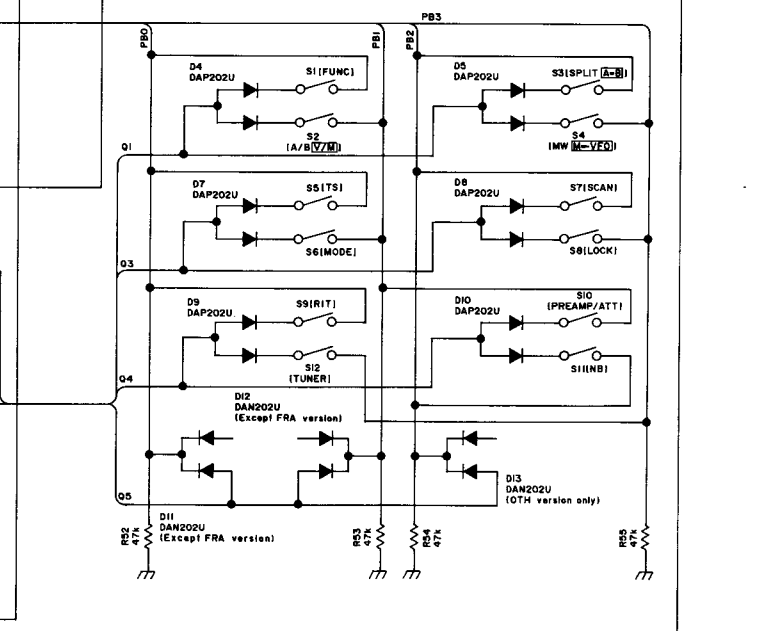 PB3
PB0
PB1
PB2
D4
DAP202U
S1(FUNC)
S2
(A/B V/M)
D5
DAP202U
S3(SPLIT A=B)
S4
(MW M↔VFO)
Q1
D7
DAP202U
S5(TS)
S6(MODE)
D8
DAP202U
S7(SCAN)
S8(LOCK)
Q3
D9
DAP202U
S9(RIT)
S12
(TUNER)
D10
DAP202U
S10
(PREAMP/ATT)
S11(NB)
Q4
D12
DAN202U
(Except FRA version)
D13
DAN202U
(OTH version only)
Q5
D11
DAN202U
(Except FRA version)
R52
47k
R53
47k
R54
47k
R55
47k